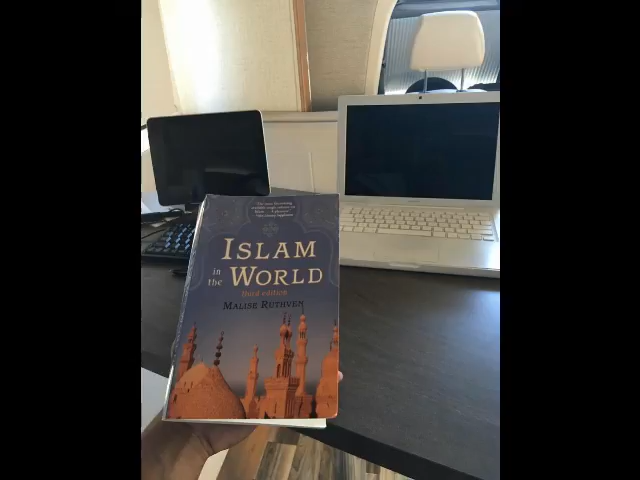 ISLAM
in
the WORLD
third edition
MALISE RUTHVEN